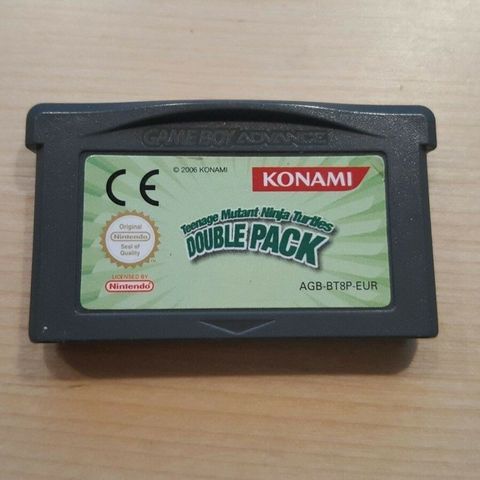 GAME BOY ADVANCE
© 2006 KONAMI
KONAMI
CE
Original
Nintendo
Seal of
Quality
Teenage Mutant Ninja Turtles
DOUBLE PACK
LICENSED BY
Nintendo
AGB-BT8P-EUR